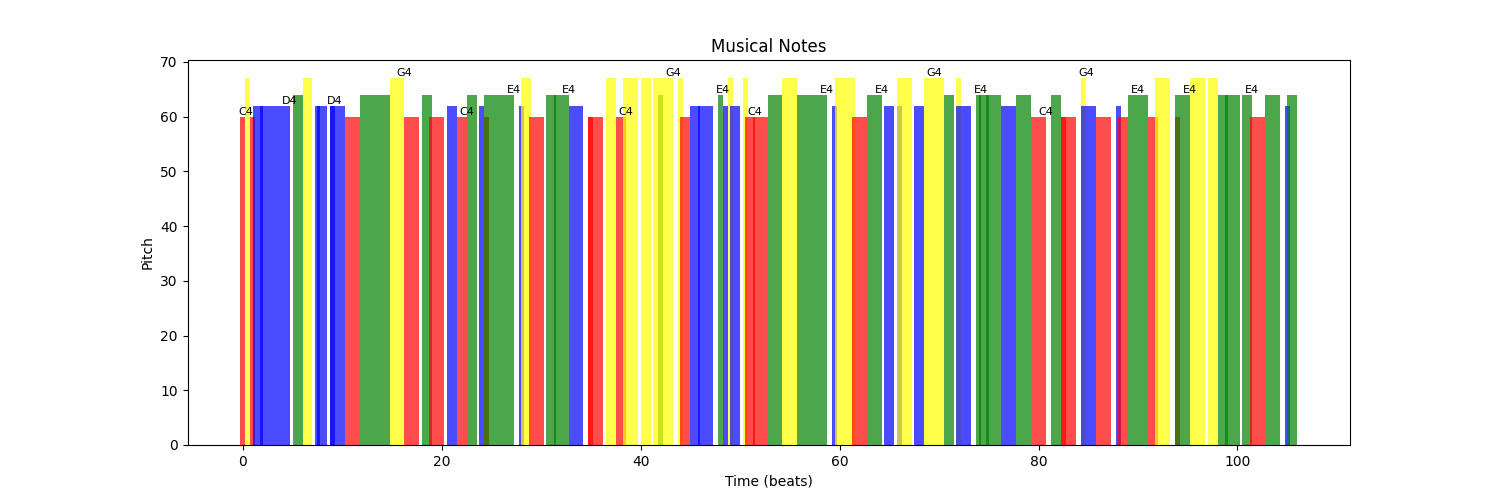 Musical Notes
70
G4 G4 G4 G4
E4 E4 E4 E4 E4 E4 E4 E4 E4
D4 D4
C4 C4 C4 C4 C4
60
50
40
30
20
10
0
Pitch
0 20 40 60 80 100
Time (beats)